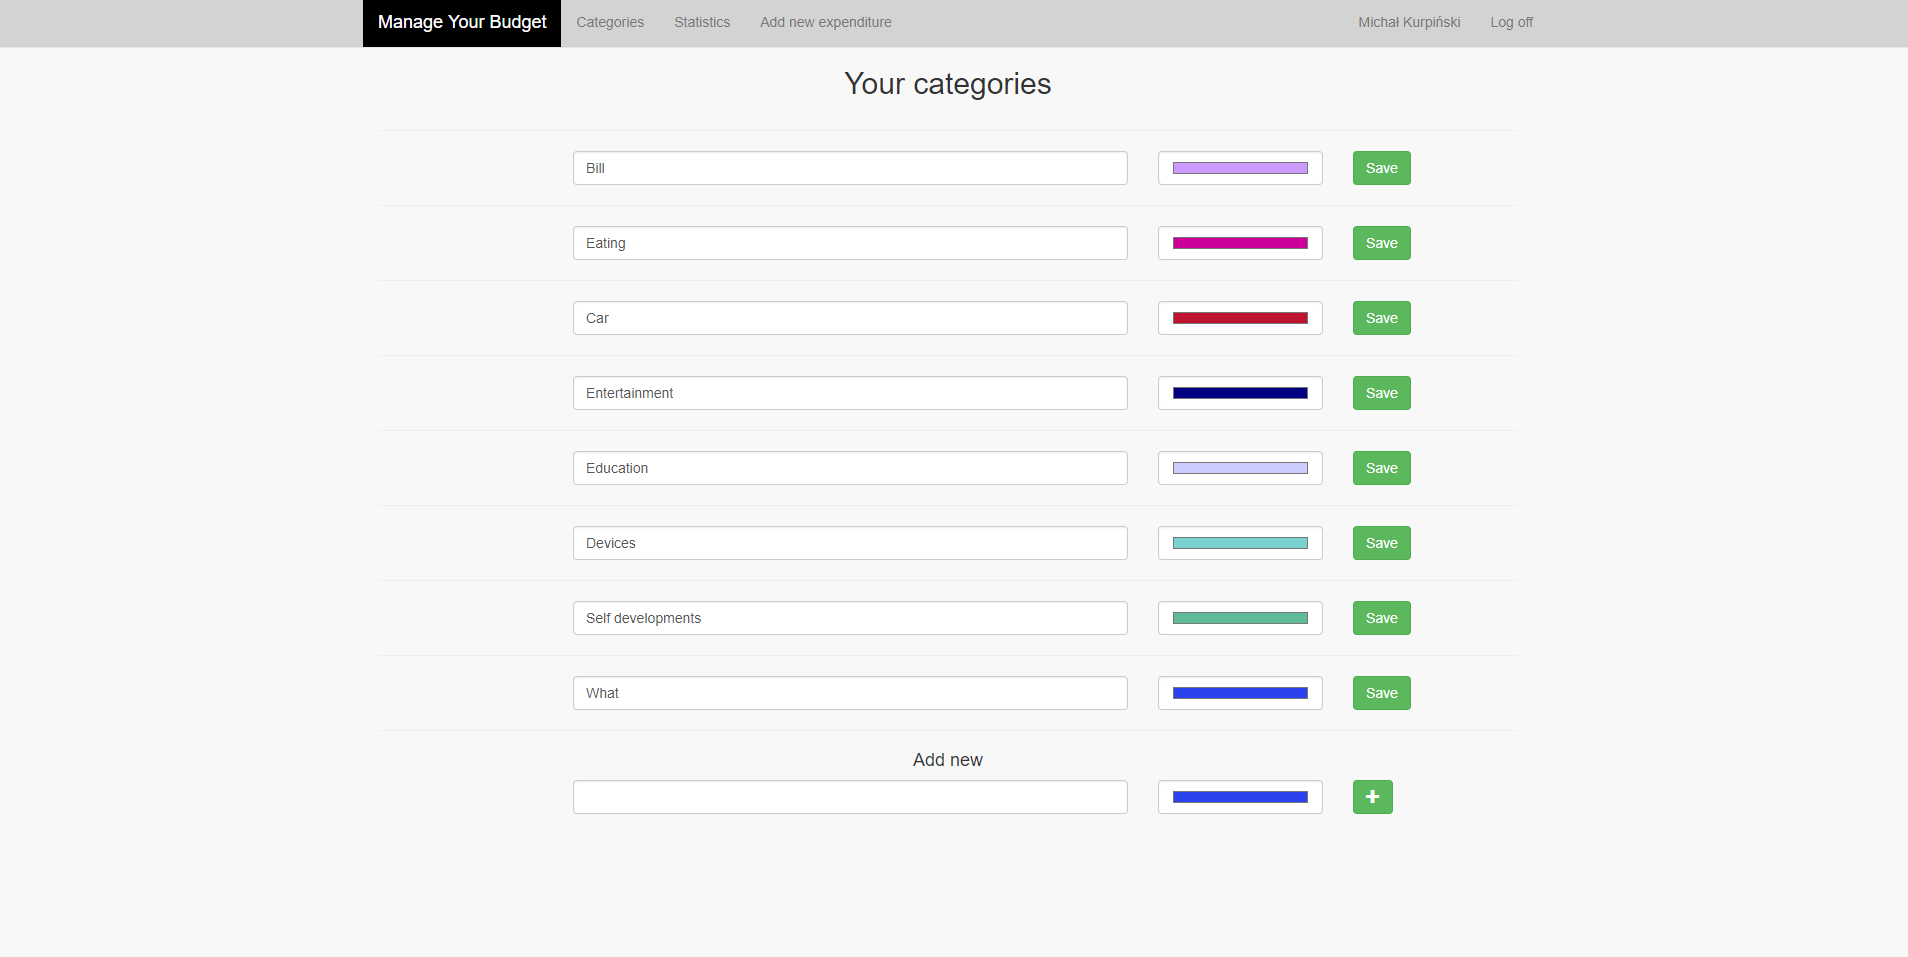 Manage Your Budget Categories Statistics Add new expenditure Michał Kurpiński Log off
Your categories
Bill Save
Eating Save
Car Save
Entertainment Save
Education Save
Devices Save
Self developments Save
What Save
Add new